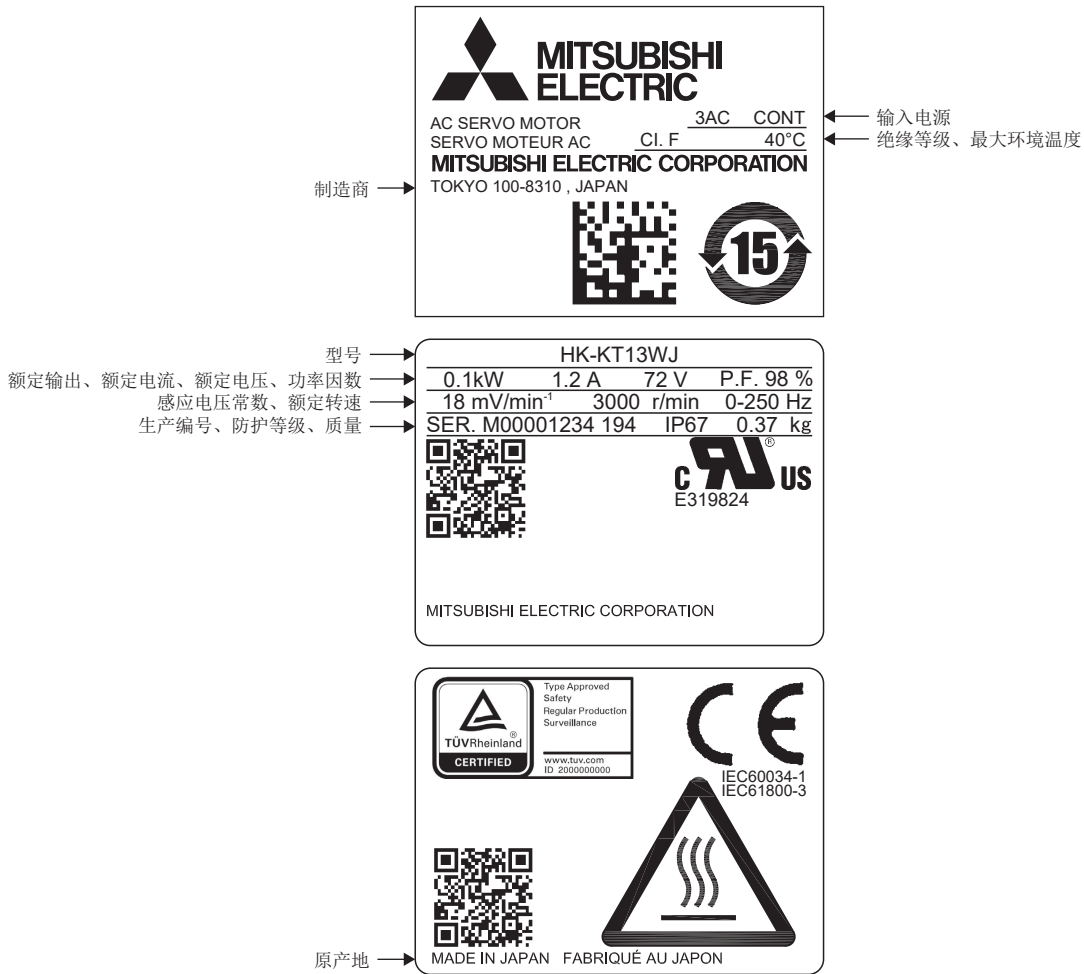 MITSUBISHI
ELECTRIC
AC SERVO MOTOR 3AC CONT
输入电源
SERVO MOTEUR AC CI. F 40°C
绝缘等级、最大环境温度
MITSUBISHI ELECTRIC CORPORATION
制造商
TOKYO 100-8310 , JAPAN
15
型号
HK-KT13WJ
额定输出、额定电流、额定电压、功率因数
0.1kW 1.2 A 72 V P.F. 98 %
感应电压常数、额定转速
18 mV/min⁻¹ 3000 r/min 0-250 Hz
生产编号、防护等级、质量
SER. M00001234 194 IP67 0.37 kg
C RU ® US
E319824
MITSUBISHI ELECTRIC CORPORATION
Type Approved
Safety
Regular Production
Surveillance
TÜVRheinland ®
CERTIFIED
www.tuv.com
ID 2000000000
CE
IEC60034-1
IEC61800-3
原产地
MADE IN JAPAN FABRIQUÉ AU JAPON